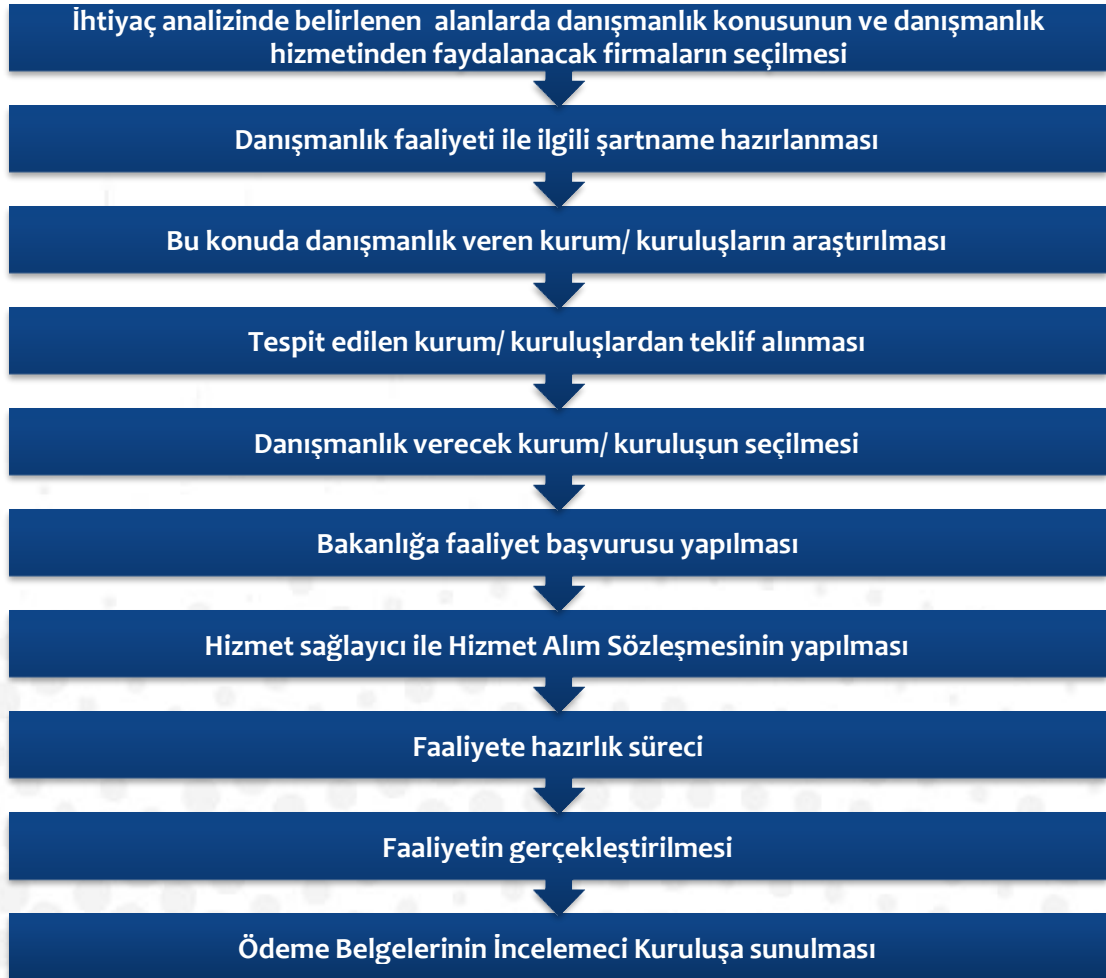 İhtiyaç analizinde belirlenen  alanlarda danışmanlık konusunun ve danışmanlık
hizmetinden faydalanacak firmaların seçilmesi
Danışmanlık faaliyeti ile ilgili şartname hazırlanması
Bu konuda danışmanlık veren kurum/ kuruluşların araştırılması
Tespit edilen kurum/ kuruluşlardan teklif alınması
Danışmanlık verecek kurum/ kuruluşun seçilmesi
Bakanlığa faaliyet başvurusu yapılması
Hizmet sağlayıcı ile Hizmet Alım Sözleşmesinin yapılması
Faaliyete hazırlık süreci
Faaliyetin gerçekleştirilmesi
Ödeme Belgelerinin İncelemeci Kuruluşa sunulması